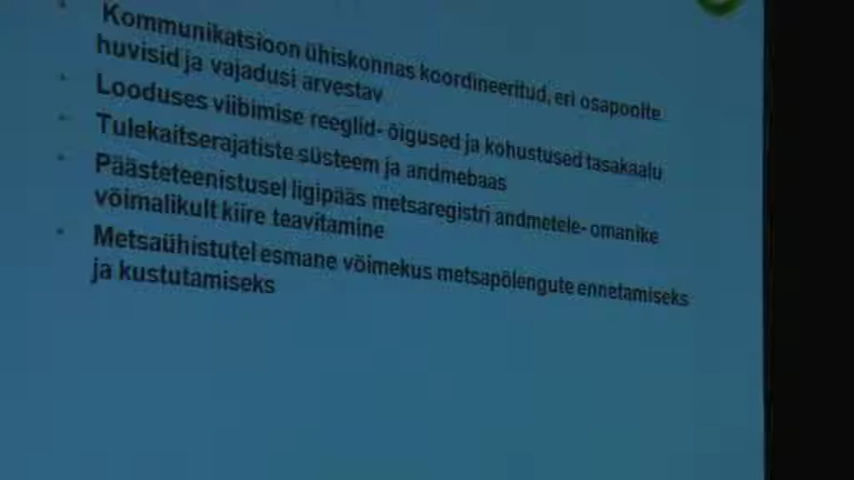 Kommunikatsioon ühiskonnas koordineeritud, eri osapoolte
huvisid ja vajadusi arvestav
Looduses viibimise reeglid- õigused ja kohustused tasakaalu
Tulekaitserajatiste süsteem ja andmebaas
Päästeteenistusel ligipääs metsaregistri andmetele- omanike
võimalikult kiire teavitamine
Metsaühistutel esmane võimekus metsapõlengute ennetamiseks
ja kustutamiseks